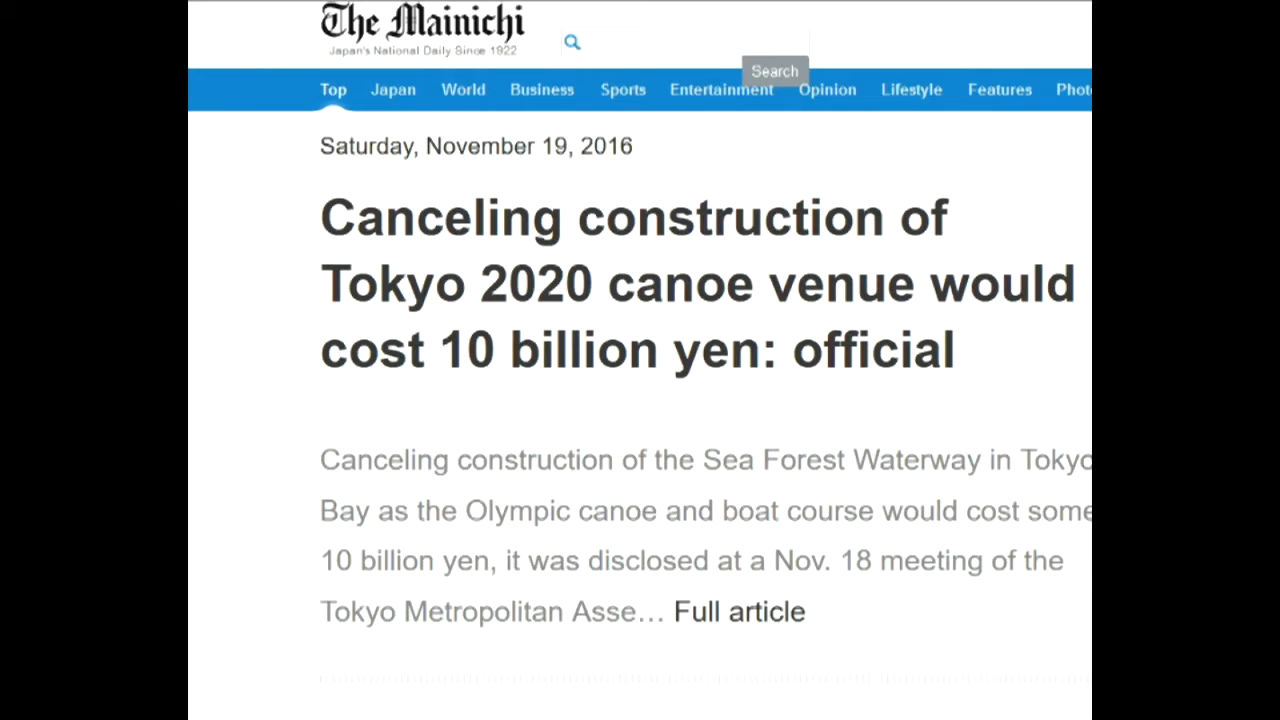 The Mainichi
Japan's National Daily Since 1922
Search
Top Japan World Business Sports Entertainment Opinion Lifestyle Features
Saturday, November 19, 2016
Canceling construction of
Tokyo 2020 canoe venue would
cost 10 billion yen: official
Canceling construction of the Sea Forest Waterway in Tokyo
Bay as the Olympic canoe and boat course would cost some
10 billion yen, it was disclosed at a Nov. 18 meeting of the
Tokyo Metropolitan Asse... Full article